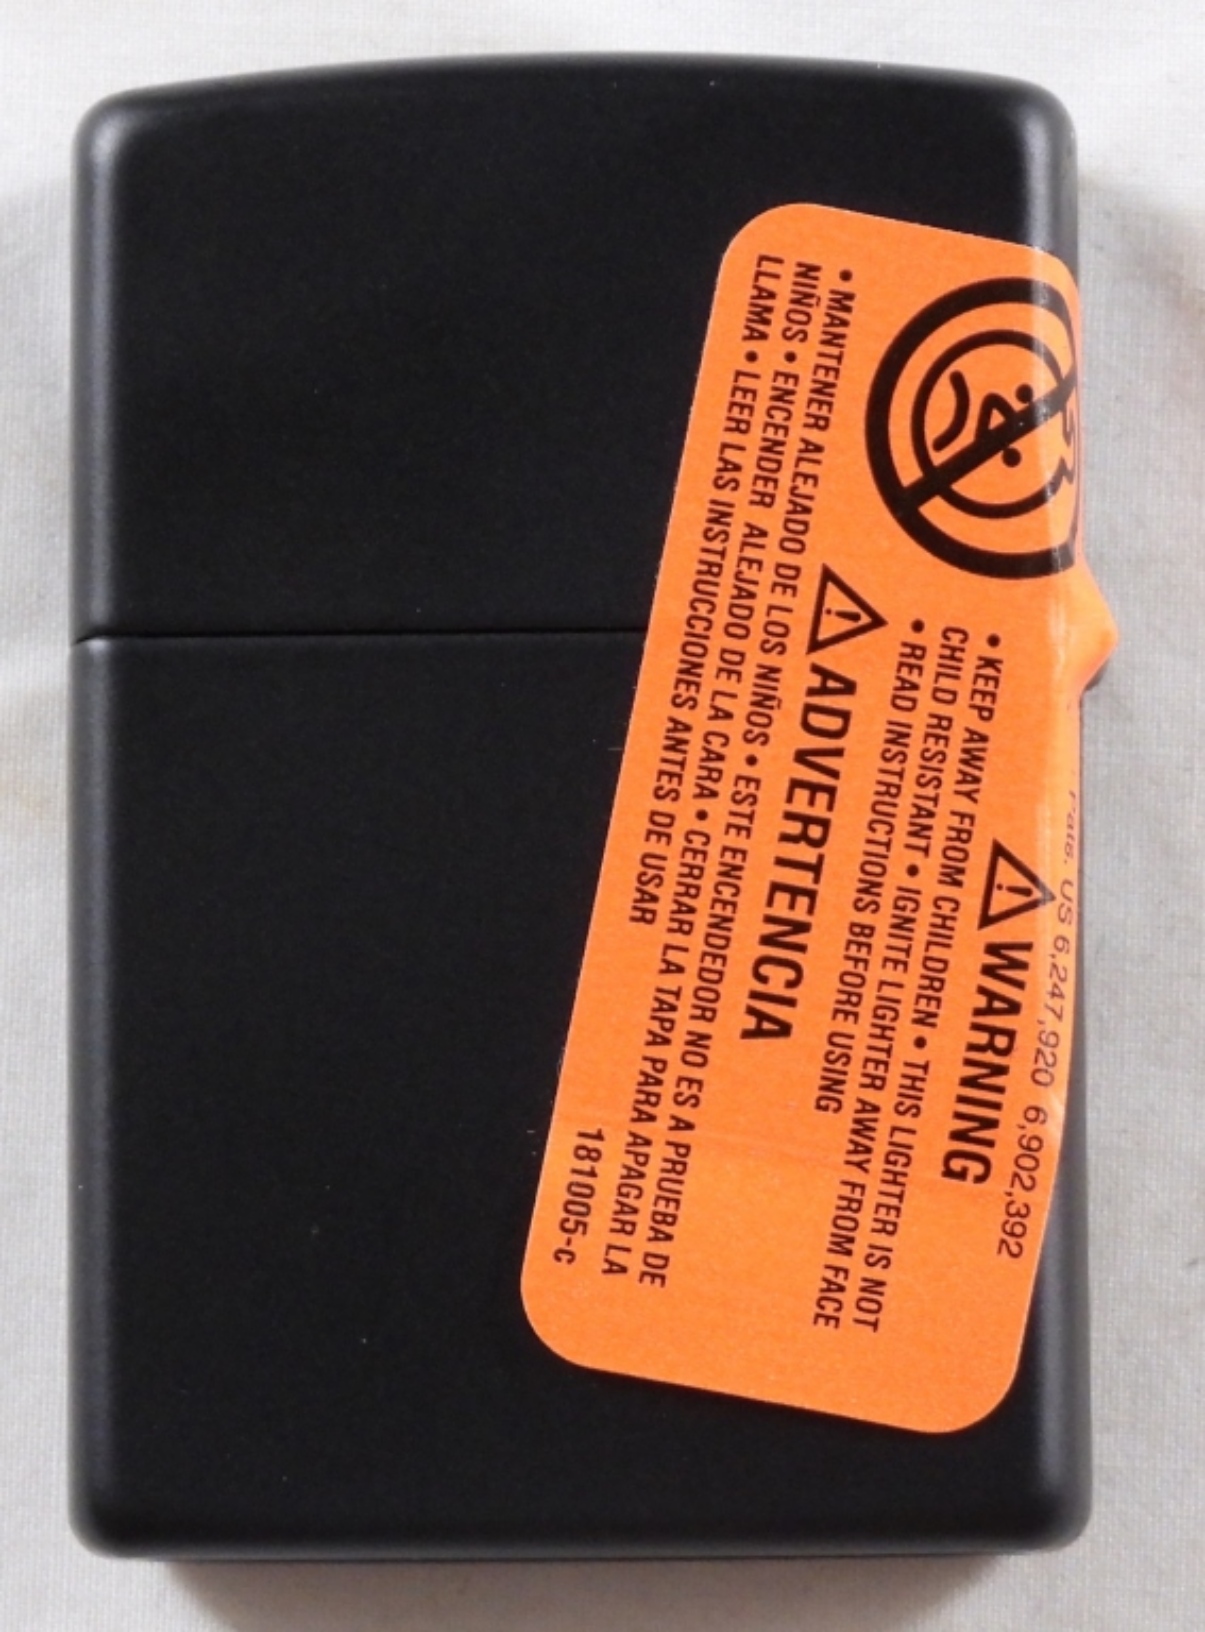 Pats. US 6,247,920 6,902,392
WARNING
• KEEP AWAY FROM CHILDREN • THIS LIGHTER IS NOT
CHILD RESISTANT • IGNITE LIGHTER AWAY FROM FACE
• READ INSTRUCTIONS BEFORE USING
ADVERTENCIA
• MANTENER ALEJADO DE LOS NIÑOS • ESTE ENCENDEDOR NO ES A PRUEBA DE
NIÑOS • ENCENDER ALEJADO DE LA CARA • CERRAR LA TAPA PARA APAGAR LA
LLAMA • LEER LAS INSTRUCCIONES ANTES DE USAR
181005-c